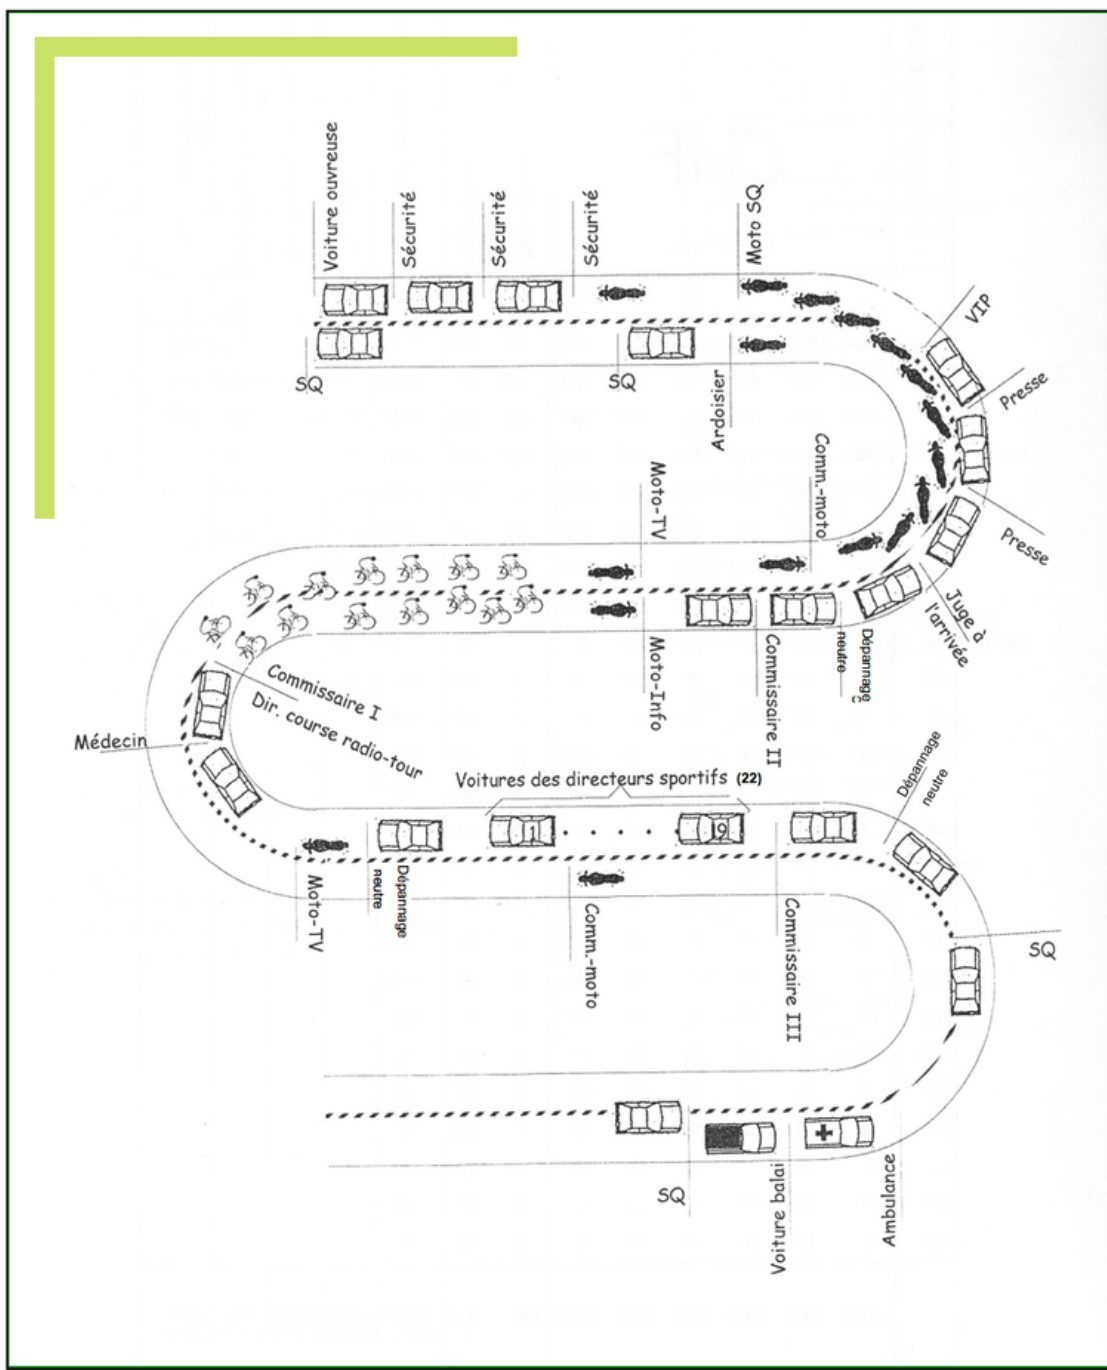 Voiture ouvreuse
Sécurité
Sécurité
Sécurité
Moto SQ
VIP
SQ
SQ
Ardoisier
Presse
Presse
Juge à
l'arrivée
Moto-TV
Comm.-moto
Moto-Info
Commissaire II
Dépannage
neutre
Commissaire I
Dir. course radio-tour
Médecin
Voitures des directeurs sportifs (22)
1
19
Moto-TV
Dépannage
neutre
Comm.-moto
Commissaire III
Dépannage
neutre
SQ
SQ
Voiture balai
Ambulance